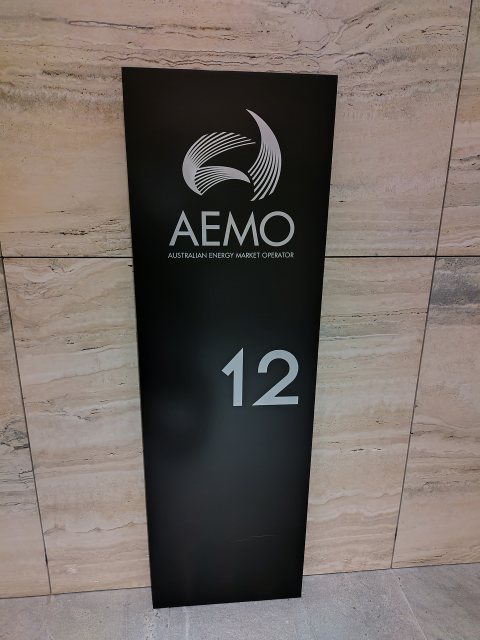 AEMO
AUSTRALIAN ENERGY MARKET OPERATOR
12